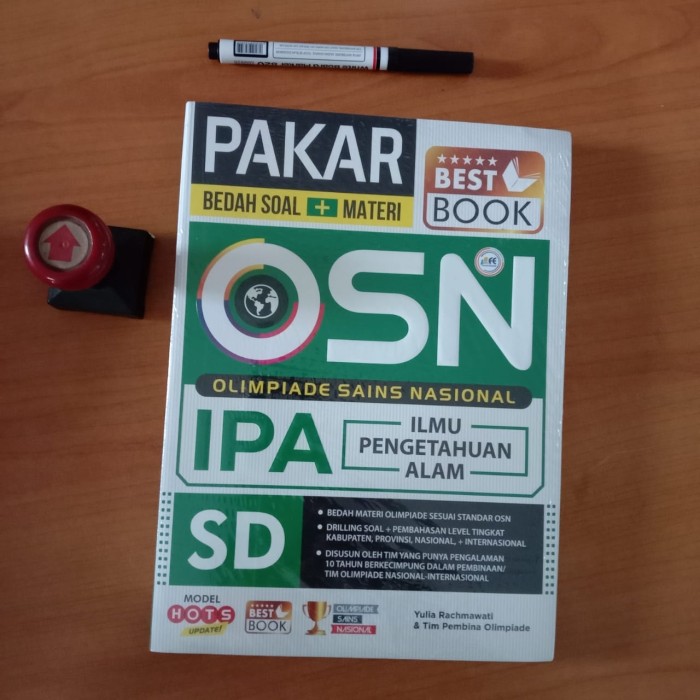 PAKAR
BEDAH SOAL + MATERI
BEST
BOOK
OSN
OLIMPIADE SAINS NASIONAL
IPA
ILMU
PENGETAHUAN
ALAM
SD
• BEDAH MATERI OLIMPIADE SESUAI STANDAR OSN
• DRILLING SOAL + PEMBAHASAN LEVEL TINGKAT
KABUPATEN, PROVINSI, NASIONAL, + INTERNASIONAL
• DISUSUN OLEH TIM YANG PUNYA PENGALAMAN
10 TAHUN BERKECIMPUNG DALAM PEMBINAAN/
TIM OLIMPIADE NASIONAL-INTERNASIONAL
MODEL
HOTS
UPDATE!
BEST
BOOK
OLIMPIADE
SAINS
NASIONAL
Yulia Rachmawati
& Tim Pembina Olimpiade